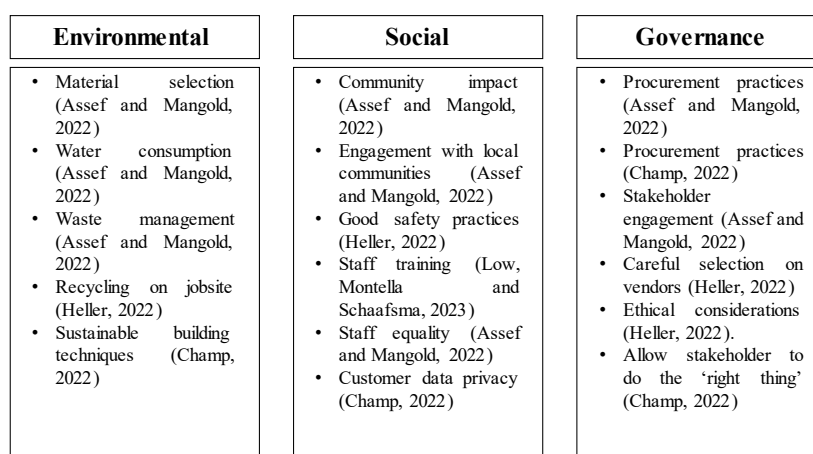 Environmental
• Material selection
(Assef and Mangold,
2022)
• Water consumption
(Assef and Mangold,
2022)
• Waste management
(Assef and Mangold,
2022)
• Recycling on jobsite
(Heller, 2022)
• Sustainable building
techniques (Champ,
2022)
Social
• Community impact
(Assef and Mangold,
2022)
• Engagement with local
communities (Assef
and Mangold, 2022)
• Good safety practices
(Heller, 2022)
• Staff training (Low,
Montella and
Schaafsma, 2023)
• Staff equality (Assef
and Mangold, 2022)
• Customer data privacy
(Champ, 2022)
Governance
• Procurement practices
(Assef and Mangold,
2022)
• Procurement practices
(Champ, 2022)
• Stakeholder
engagement (Assef and
Mangold, 2022)
• Careful selection on
vendors (Heller, 2022)
• Ethical considerations
(Heller, 2022).
• Allow stakeholder to
do the ‘right thing’
(Champ, 2022)